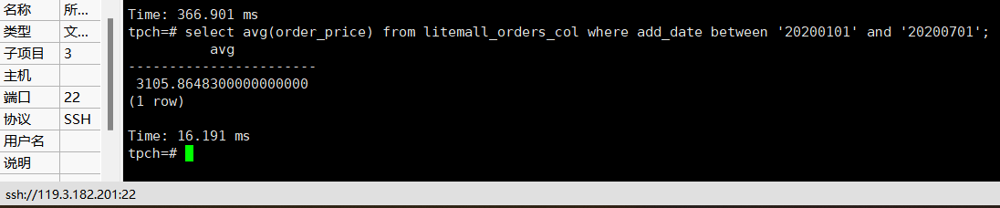 名称 所...
类型 文...
子项目 3
主机
端口 22
协议 SSH
用户名
说明
Time: 366.901 ms
tpch=# select avg(order_price) from litemall_orders_col where add_date between '20200101' and '20200701';
avg
-----------------------
3105.8648300000000000
(1 row)
Time: 16.191 ms
tpch=#
ssh://119.3.182.201:22